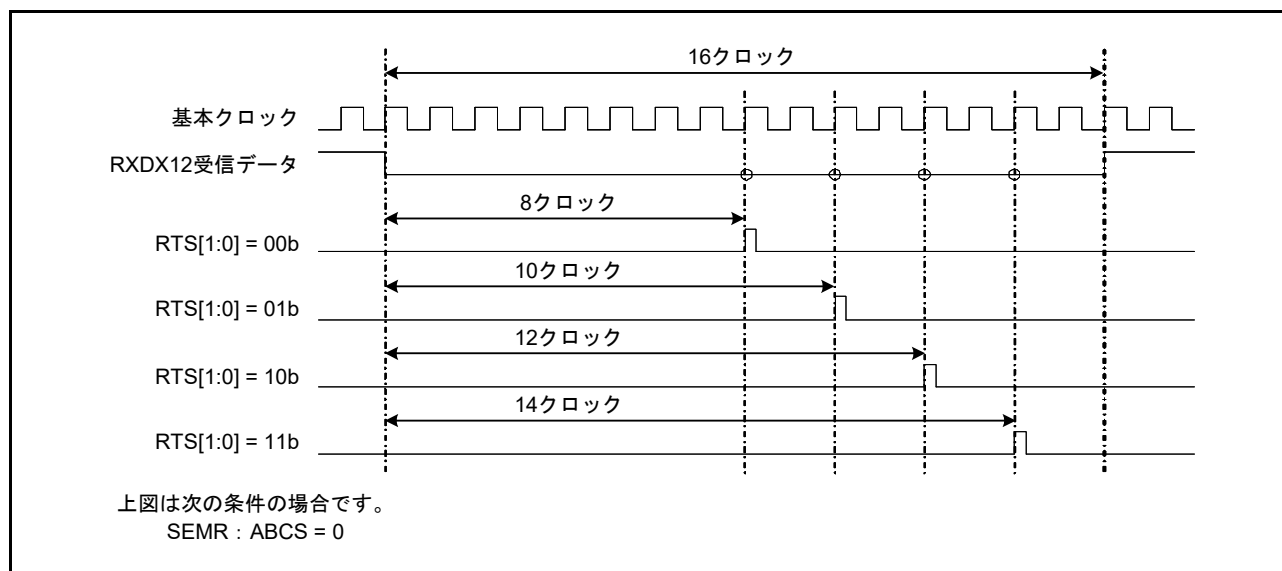 16クロック
基本クロック
RXDX12受信データ
8クロック
RTS[1:0] = 00b
10クロック
RTS[1:0] = 01b
12クロック
RTS[1:0] = 10b
14クロック
RTS[1:0] = 11b
上図は次の条件の場合です。
SEMR：ABCS = 0